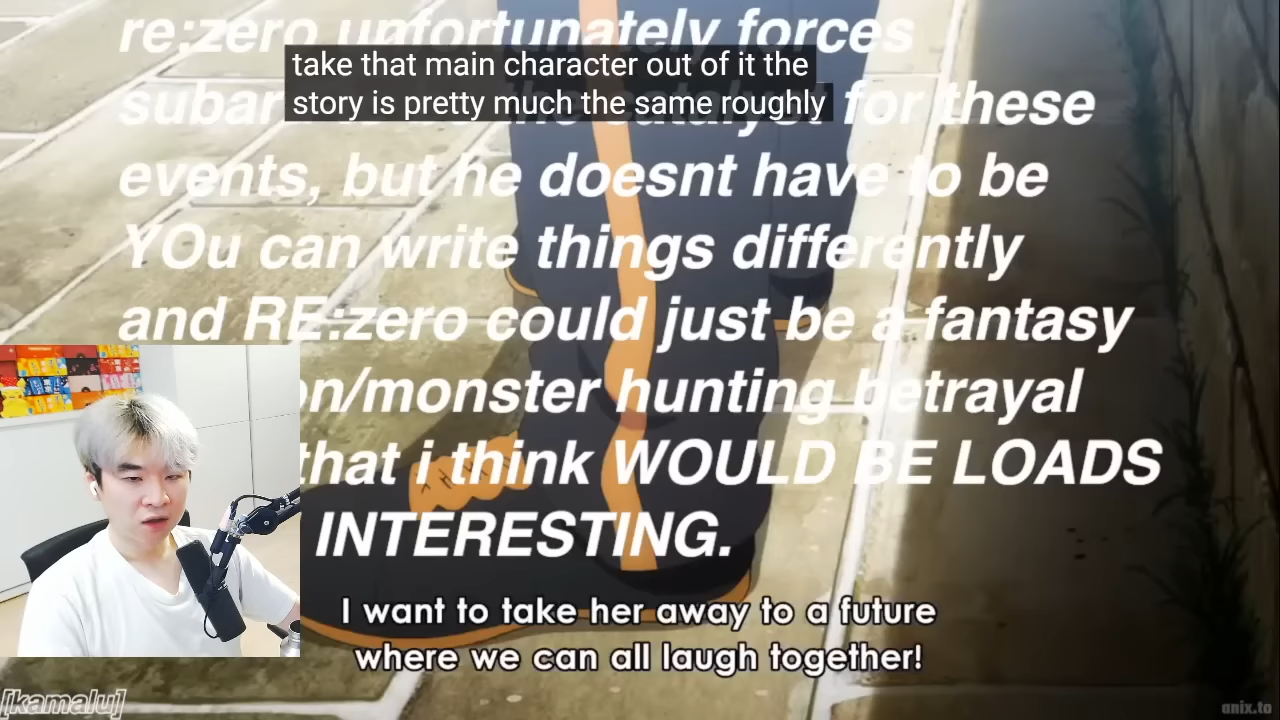 re:zero unfortunately forces
take that main character out of it the
story is pretty much the same roughly
subar for these
events, but he doesnt have to be
YOu can write things differently
and RE:zero could just be a fantasy
on/monster hunting betrayal
that i think WOULD BE LOADS
INTERESTING.
I want to take her away to a future
where we can all laugh together!
[kamalu]
anix.to